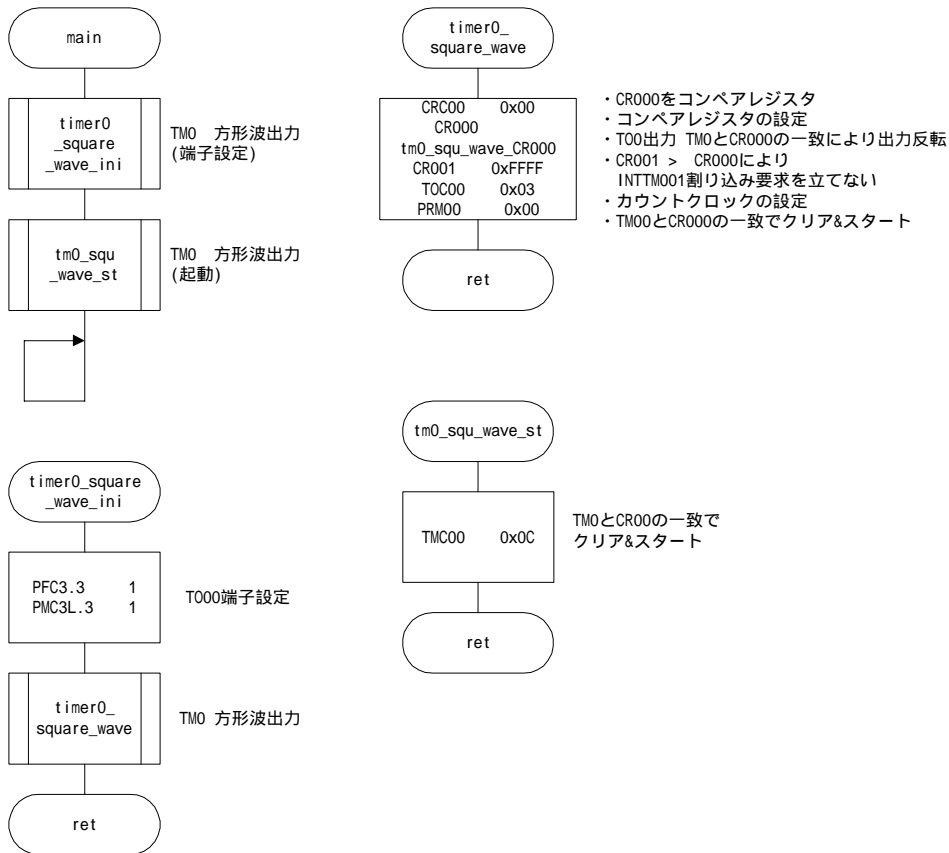 main
timer0
_square
_wave_ini
TM0 方形波出力
(端子設定)
tm0_squ
_wave_st
TM0 方形波出力
(起動)
timer0_square
_wave_ini
PFC3.3 1
PMC3L.3 1
TO00端子設定
timer0_
square_wave
TM0 方形波出力
ret
timer0_
square_wave
CRC00 0x00
CR000
tm0_squ_wave_CR000
CR001 0xFFFF
TOC00 0x03
PRM00 0x00
・CR000をコンペアレジスタ
・コンペアレジスタの設定
・TO0出力 TM0とCR000の一致により出力反転
・CR001 > CR000により
INTTM001割り込み要求を立てない
・カウントクロックの設定
・TM00とCR000の一致でクリア&スタート
ret
tm0_squ_wave_st
TMC00 0x0C
TM0とCR00の一致で
クリア&スタート
ret